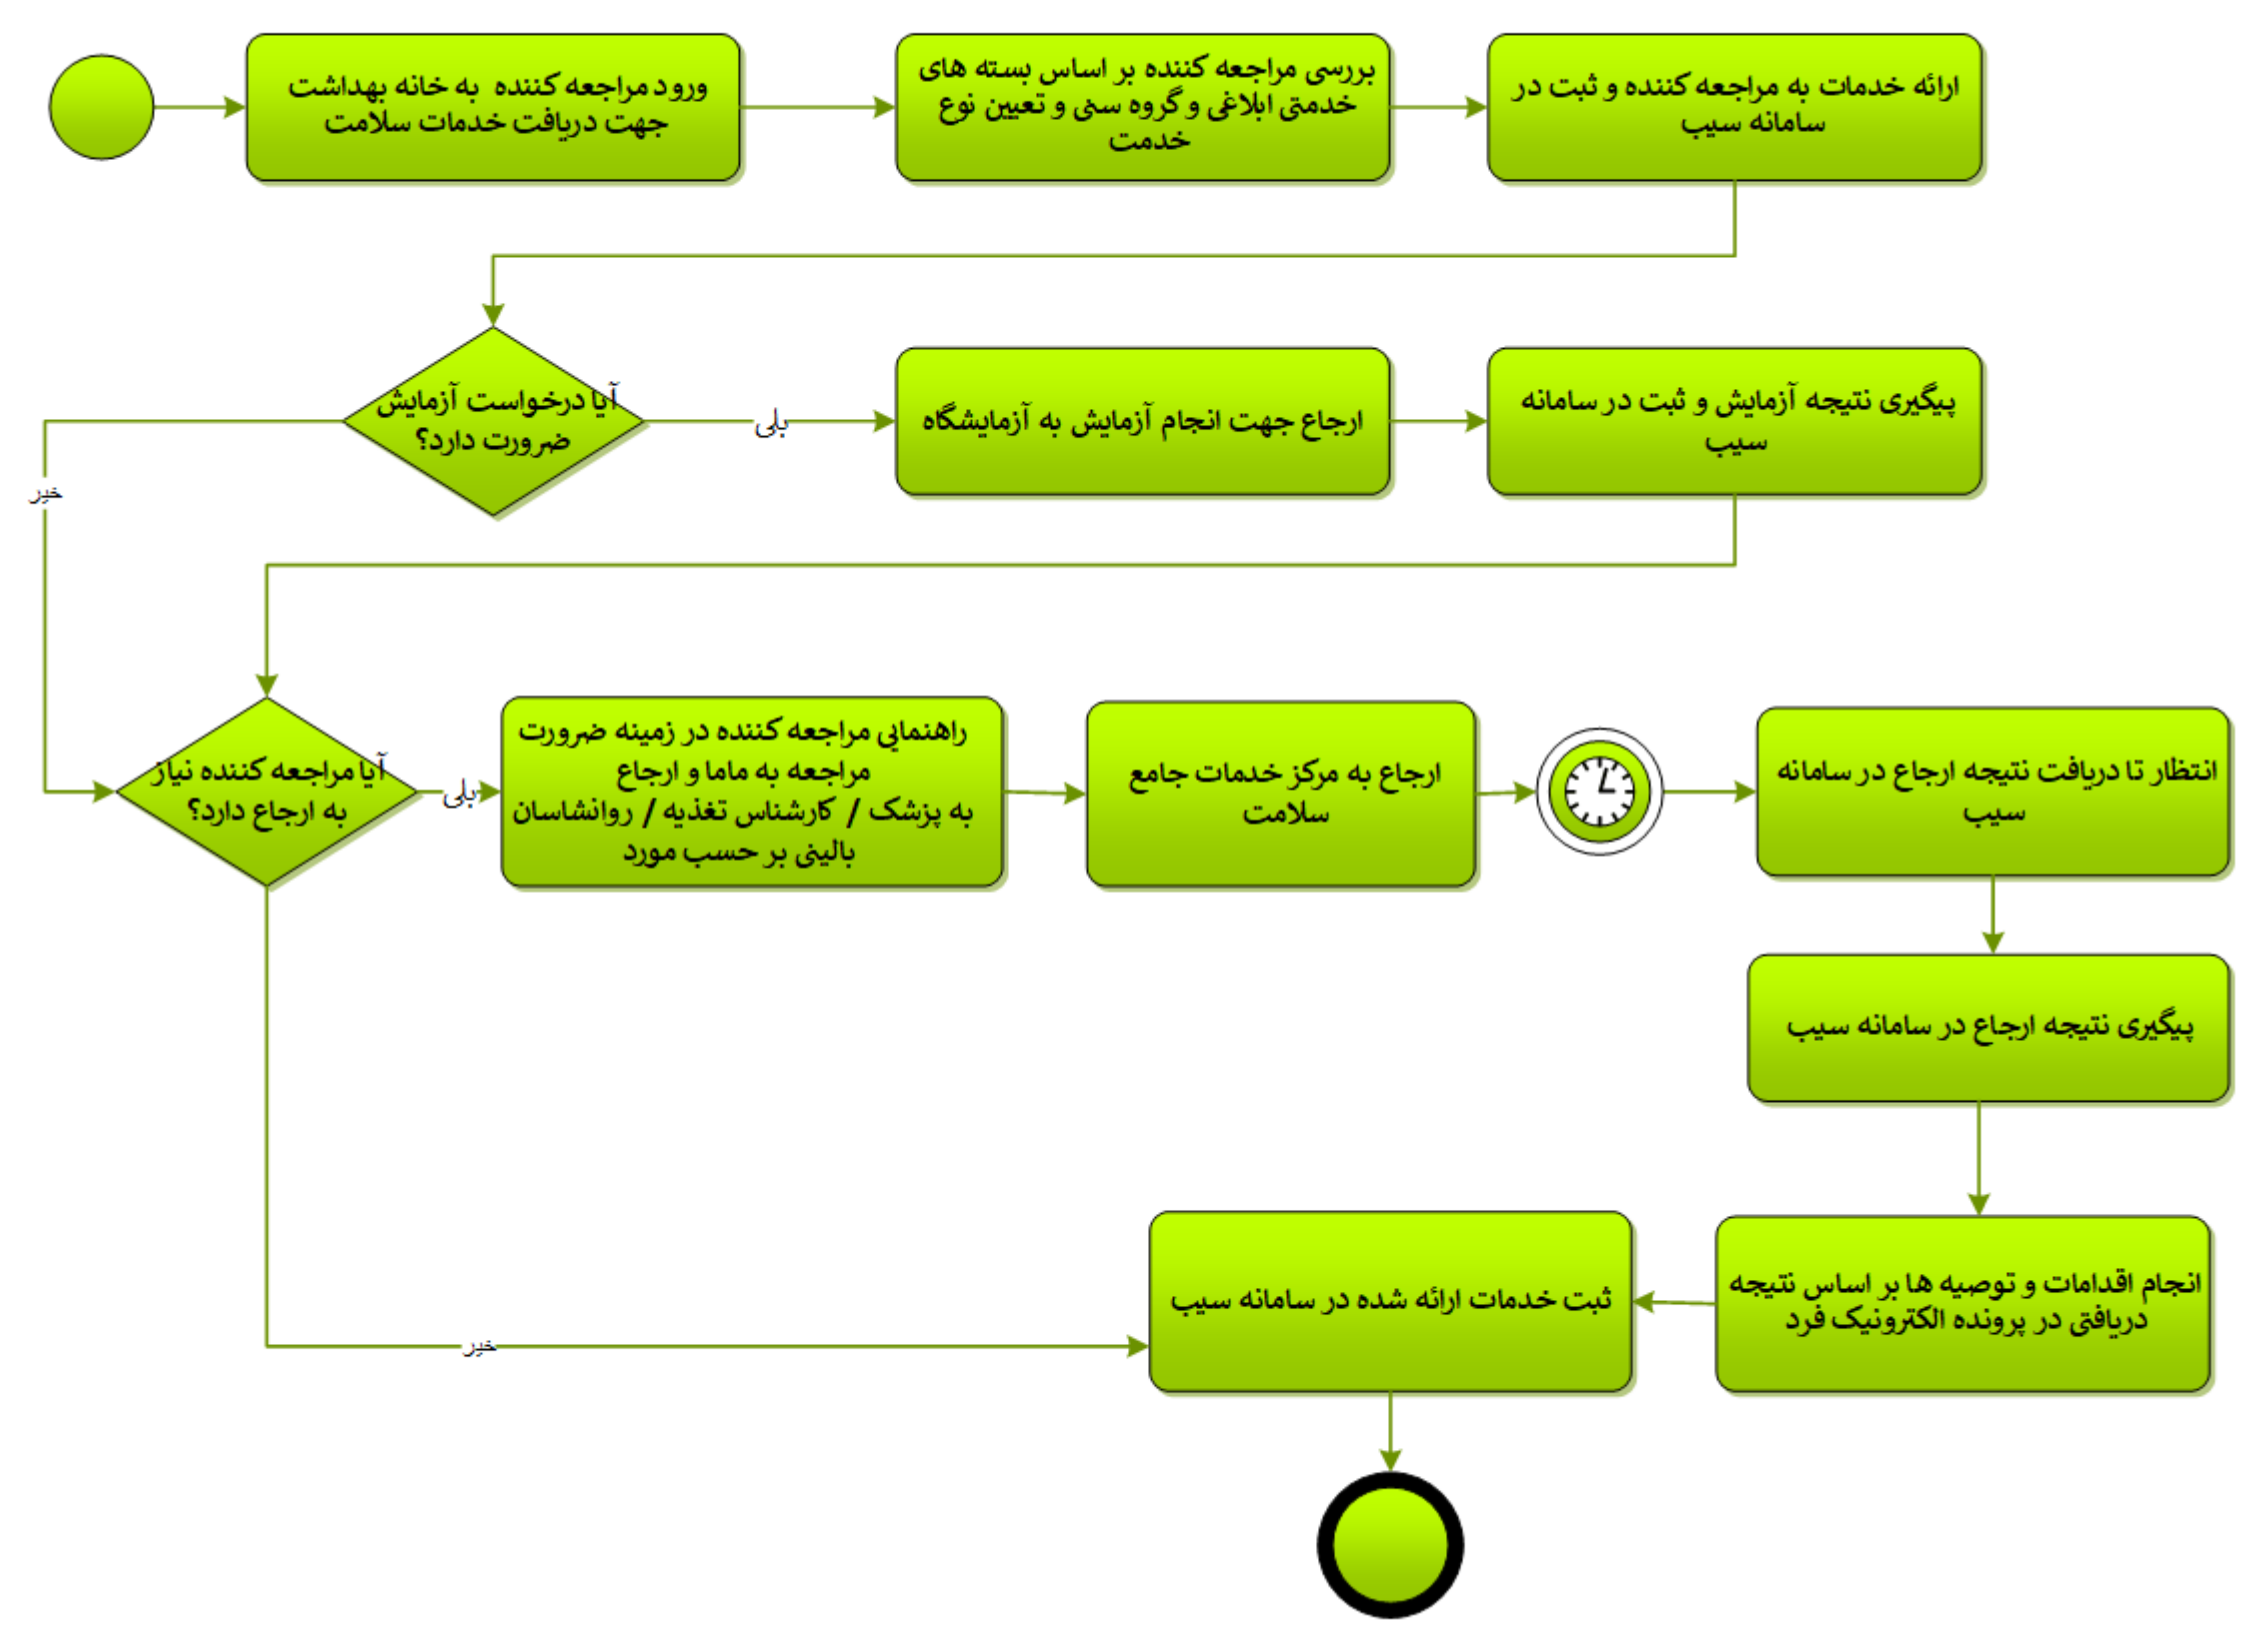 ورود مراجعه کننده به خانه بهداشت
جهت دریافت خدمات سلامت
بررسی مراجعه کننده بر اساس بسته های
خدمتی ابلاغی و گروه سنی و تعیین نوع
خدمت
ارائه خدمات به مراجعه کننده و ثبت در
سامانه سیب
آیا درخواست آزمایش
ضرورت دارد؟
بلی
خیر
ارجاع جهت انجام آزمایش به آزمایشگاه
پیگیری نتیجه آزمایش و ثبت در سامانه
سیب
آیا مراجعه کننده نیاز
به ارجاع دارد؟
بلی
راهنمایی مراجعه کننده در زمینه ضرورت
مراجعه به ماما و ارجاع
به پزشک / کارشناس تغذیه / روانشاسان
بالینی بر حسب مورد
ارجاع به مرکز خدمات جامع
سلامت
انتظار تا دریافت نتیجه ارجاع در سامانه
سیب
پیگیری نتیجه ارجاع در سامانه سیب
انجام اقدامات و توصیه ها بر اساس نتیجه
دریافتی در پرونده الکترونیک فرد
ثبت خدمات ارائه شده در سامانه سیب
خیر